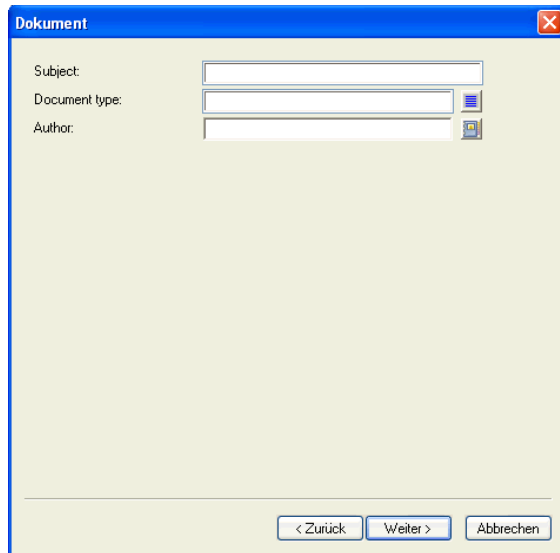 Dokument
Subject:
Document type:
Author:
< Zurück Weiter > Abbrechen